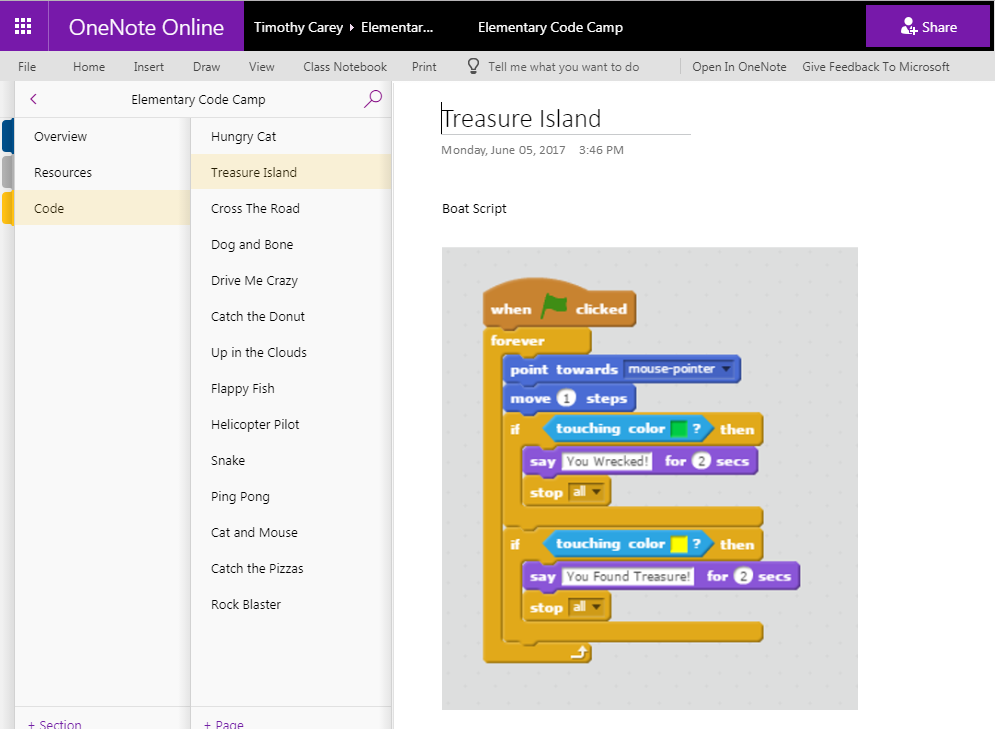 OneNote Online
Timothy Carey Elementar...
Elementary Code Camp
Share
File Home Insert Draw View Class Notebook Print Tell me what you want to do Open In OneNote Give Feedback To Microsoft
Elementary Code Camp
Overview
Resources
Code
Hungry Cat
Treasure Island
Cross The Road
Dog and Bone
Drive Me Crazy
Catch the Donut
Up in the Clouds
Flappy Fish
Helicopter Pilot
Snake
Ping Pong
Cat and Mouse
Catch the Pizzas
Rock Blaster
+ Section
+ Page
Treasure Island
Monday, June 05, 2017 3:46 PM
Boat Script
when clicked
forever
point towards mouse-pointer
move 1 steps
if touching color ? then
say You Wrecked! for 2 secs
stop all
if touching color ? then
say You Found Treasure! for 2 secs
stop all